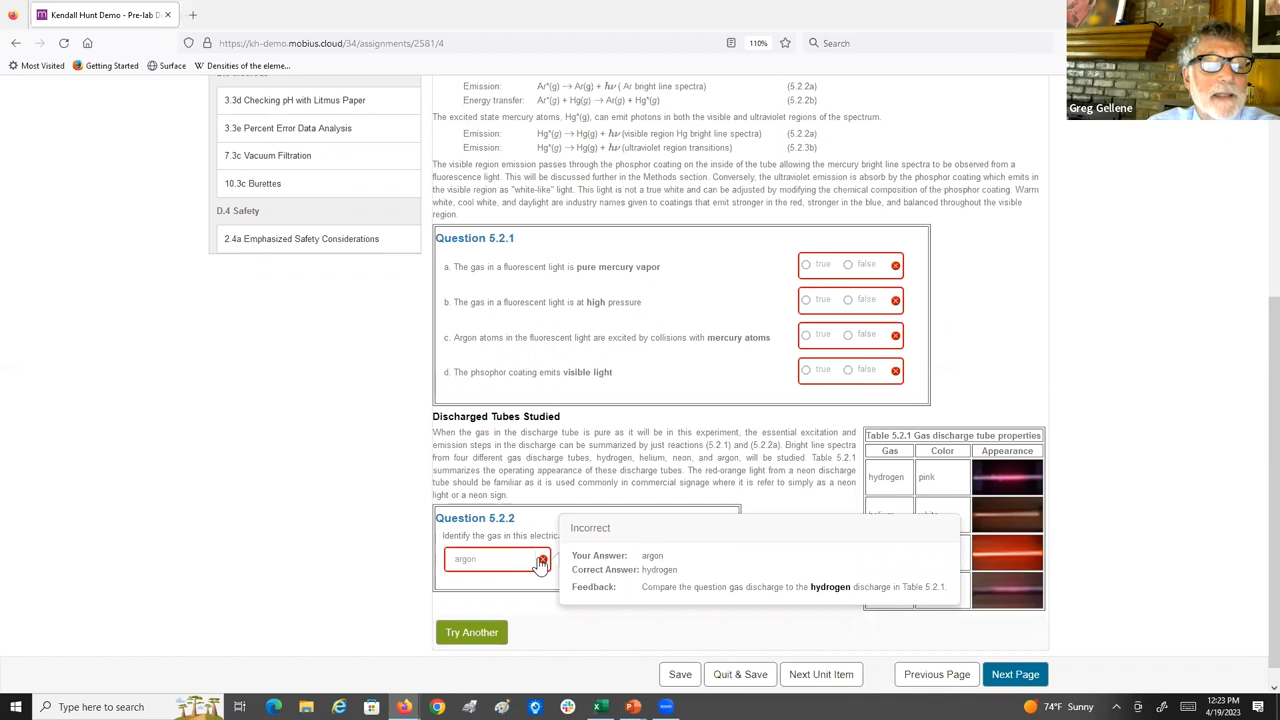 Kendall Hunt Demo - Pre-lab D
https://kh-demo.mobius.cloud/34/assignments/2581/4
110%
Search
Most Visited
Getting Started
Surface
Densities of the eleme...
Greg Gellene
3.3d Checking pH with Litmus Paper
3.3e Percent Error Data Analysis
7.3c Vacuum Filtration
10.3c Burettes
D.4 Safety
2.4a Emphasized Safety Considerations
Emission: Ar*(g) → Ar(g) + hν ( Ar bright line spectra) (5.2.2a)
Energy transfer: Ar*(g) + Hg(g) → Ar(g) + Hg*(g) (5.2.2b)
The excited mercury atoms, Hg*(g), can emit photons in both the visible and ultraviolet regions of the spectrum.
Emission: Hg*(g) → Hg(g) + hν (visible region Hg bright line spectra) (5.2.2a)
Emission: Hg*(g) → Hg(g) + hν (ultraviolet region transitions) (5.2.3b)
The visible region emission passes through the phosphor coating on the inside of the tube allowing the mercury bright line spectra to be observed from a
fluorescence light. This will be discussed further in the Methods section. Conversely, the ultraviolet emission is absorb by the phosphor coating which emits in
the visible region as "white-like" light. This light is not a true white and can be adjusted by modifying the chemical composition of the phosphor coating. Warm
white, cool white, and daylight are industry names given to coatings that emit stronger in the red, stronger in the blue, and balanced throughout the visible
region.
Question 5.2.1
a. The gas in a fluorescent light is pure mercury vapor
true false
b. The gas in a fluorescent light is at high pressure
true false
c. Argon atoms in the fluorescent light are excited by collisions with mercury atoms
true false
d. The phsophor coating emits visible light
true false
Discharged Tubes Studied
When the gas in the discharge tube is pure as it will be in this experiment, the essential excitation and
emission steps in the discharge can be summarized by just reactions (5.2.1) and (5.2.2a). Bright line spectra
from four different gas discharge tubes, hydrogen, helium, neon, and argon, will be studied. Table 5.2.1
summarizes the operating appearance of these discharge tubes. The red-orange light from a neon discharge
tube should be familiar as it is used commonly in commercial signage where it is refer to simply as a neon
light or a neon sign.
Table 5.2.1 Gas discharge tube properties
Gas Color Appearance
hydrogen pink
Question 5.2.2
Identify the gas in this electrica
argon
Incorrect
Your Answer: argon
Correct Answer: hydrogen
Feedback: Compare the question gas discharge to the hydrogen discharge in Table 5.2.1.
Try Another
Save
Quit & Save
Next Unit Item
Previous Page
Next Page
Type here to search
74°F Sunny
12:23 PM
4/19/2023